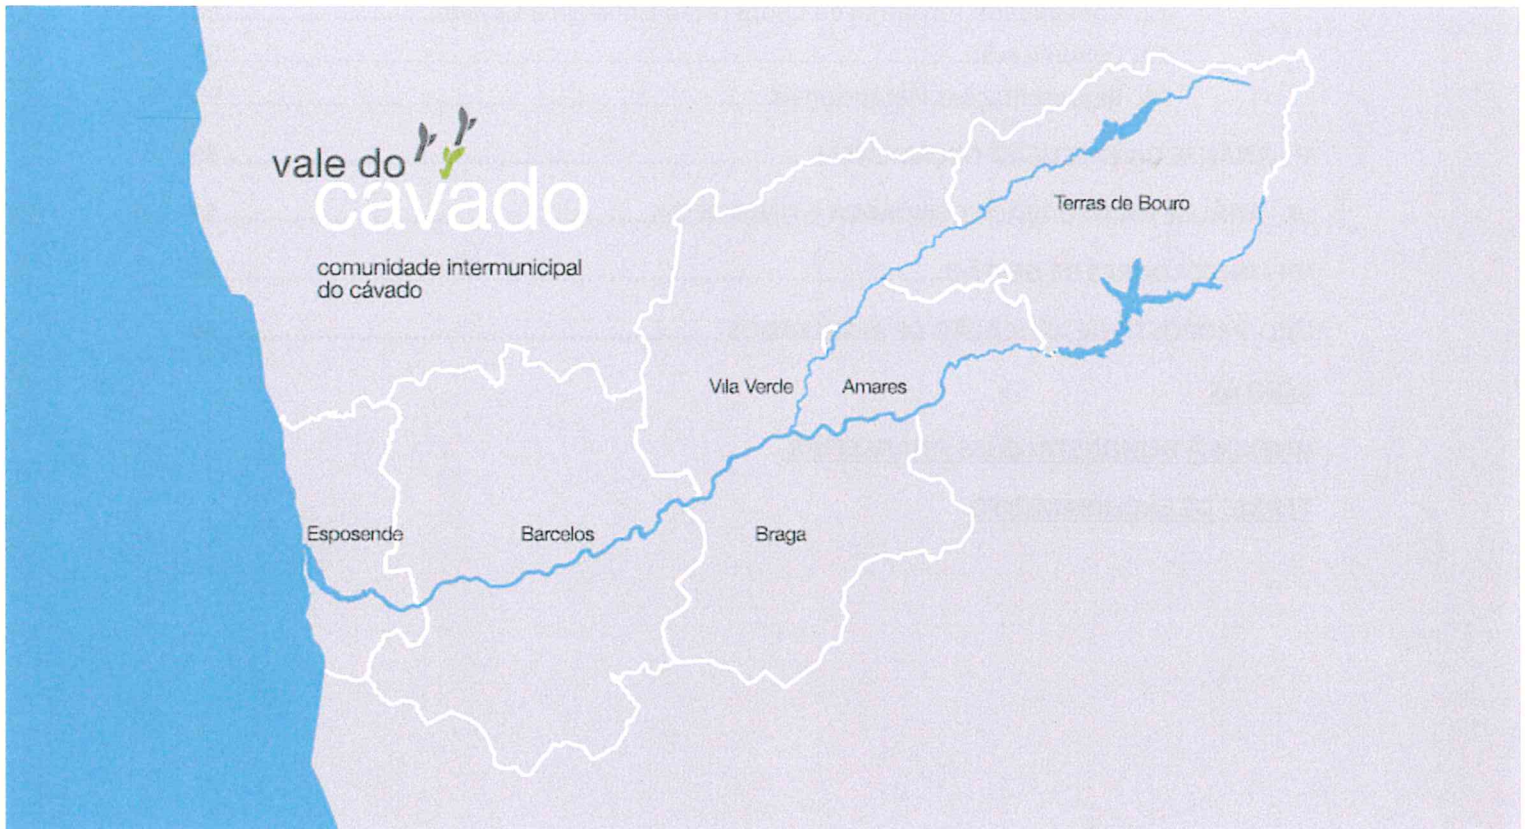 vale do
cávado
comunidade intermunicipal
do cávado
Terras de Bouro
Vila Verde
Amares
Esposende
Barcelos
Braga